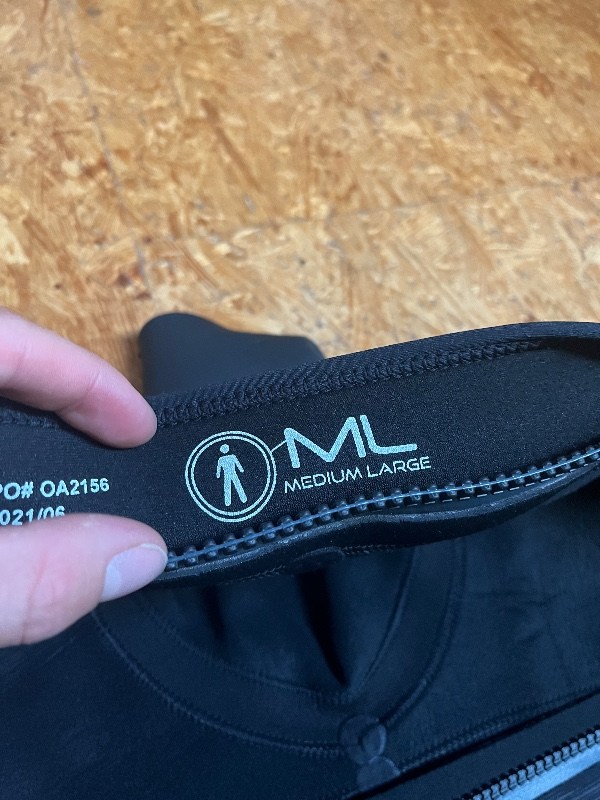 PO# OA2156
021/06
ML
MEDIUM LARGE